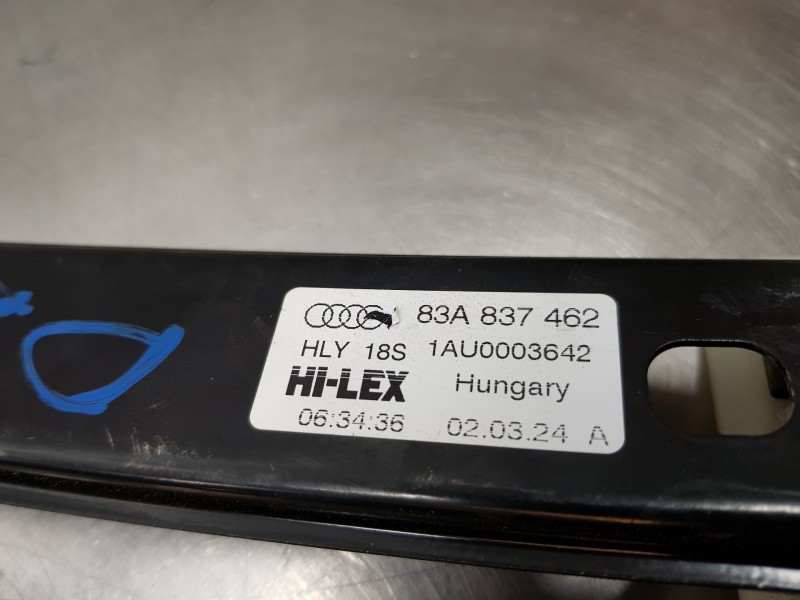 83A 837 462
HLY 18S 1AU0003642
HI-LEX Hungary
06:34:36 02.03.24 A